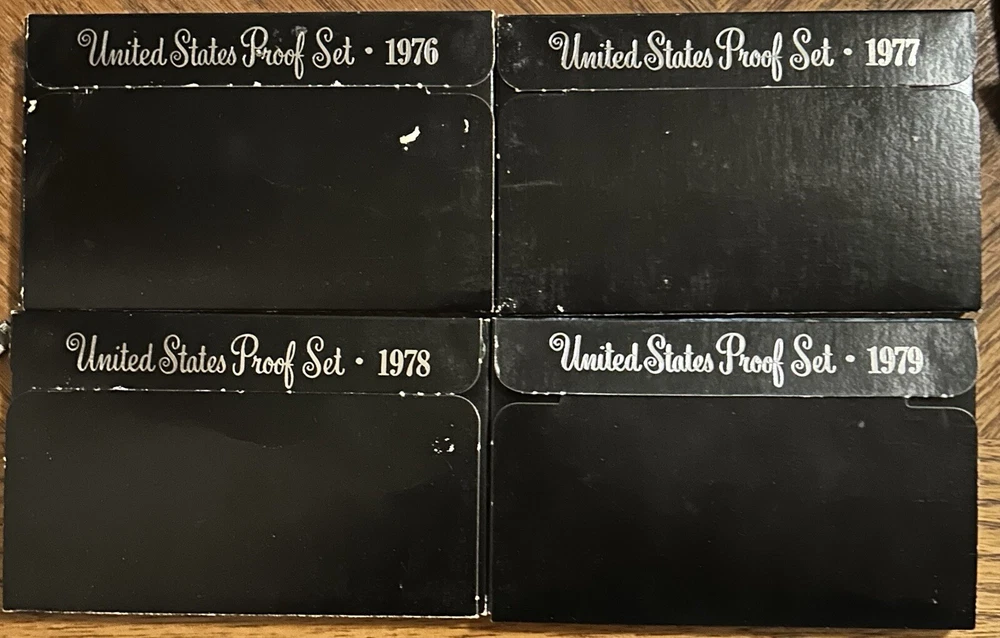 United States Proof Set • 1976
United States Proof Set • 1977
United States Proof Set • 1978
United States Proof Set • 1979